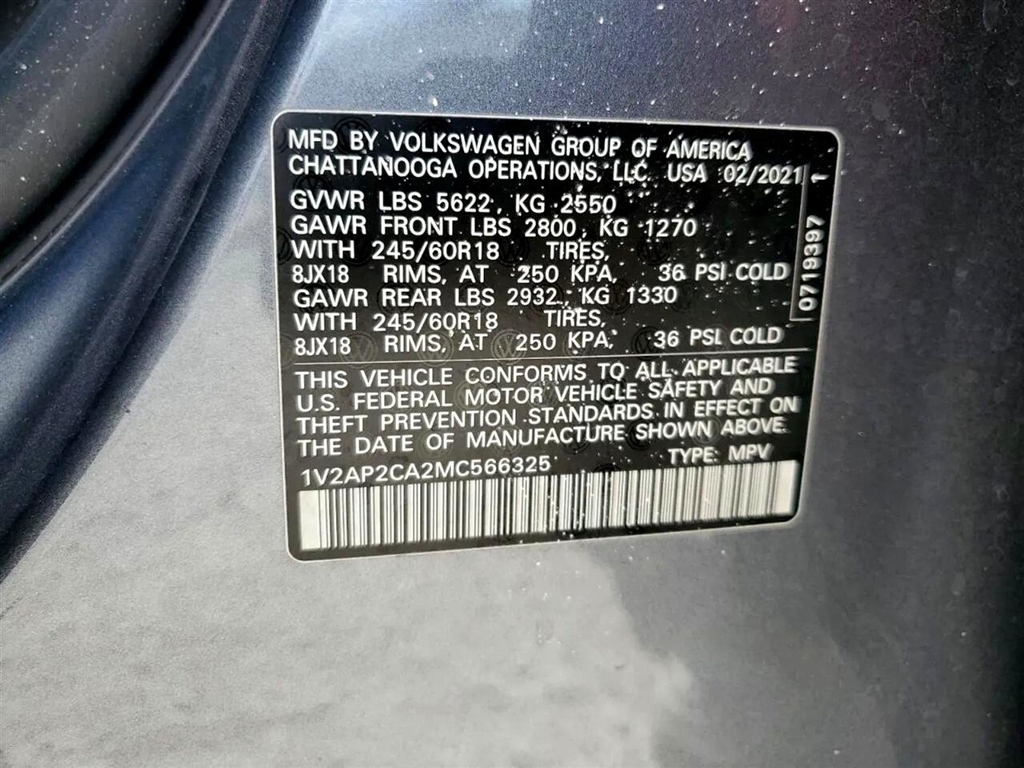 MFD BY VOLKSWAGEN GROUP OF AMERICA
CHATTANOOGA OPERATIONS, LLC. USA 02/2021
GVWR LBS 5622, KG 2550
GAWR FRONT LBS 2800, KG 1270
WITH 245/60R18 TIRES,
8JX18 RIMS, AT 250 KPA, 36 PSI COLD
GAWR REAR LBS 2932, KG 1330
WITH 245/60R18 TIRES,
8JX18 RIMS, AT 250 KPA, 36 PSI COLD
0719397 1
THIS VEHICLE CONFORMS TO ALL APPLICABLE
U.S. FEDERAL MOTOR VEHICLE SAFETY AND
THEFT PREVENTION STANDARDS IN EFFECT ON
THE DATE OF MANUFACTURE SHOWN ABOVE.
1V2AP2CA2MC566325 TYPE: MPV